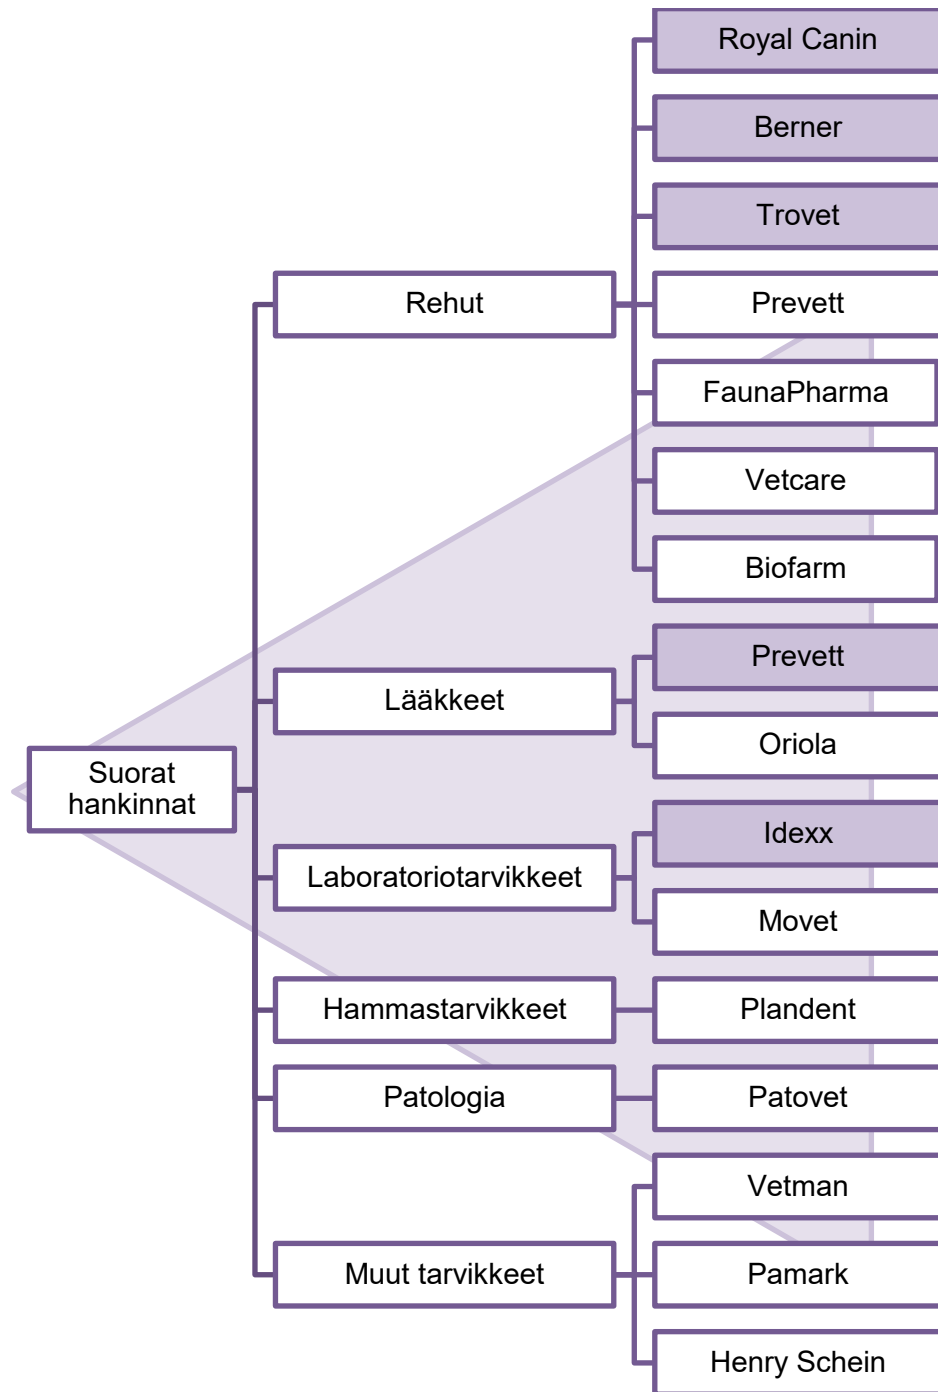 Royal Canin
Berner
Trovet
Rehut
Prevett
FaunaPharma
Vetcare
Biofarm
Prevett
Lääkkeet
Oriola
Suorat
hankinnat
Idexx
Laboratoriotarvikkeet
Movet
Hammastarvikkeet
Plandent
Patologia
Patovet
Vetman
Muut tarvikkeet
Pamark
Henry Schein